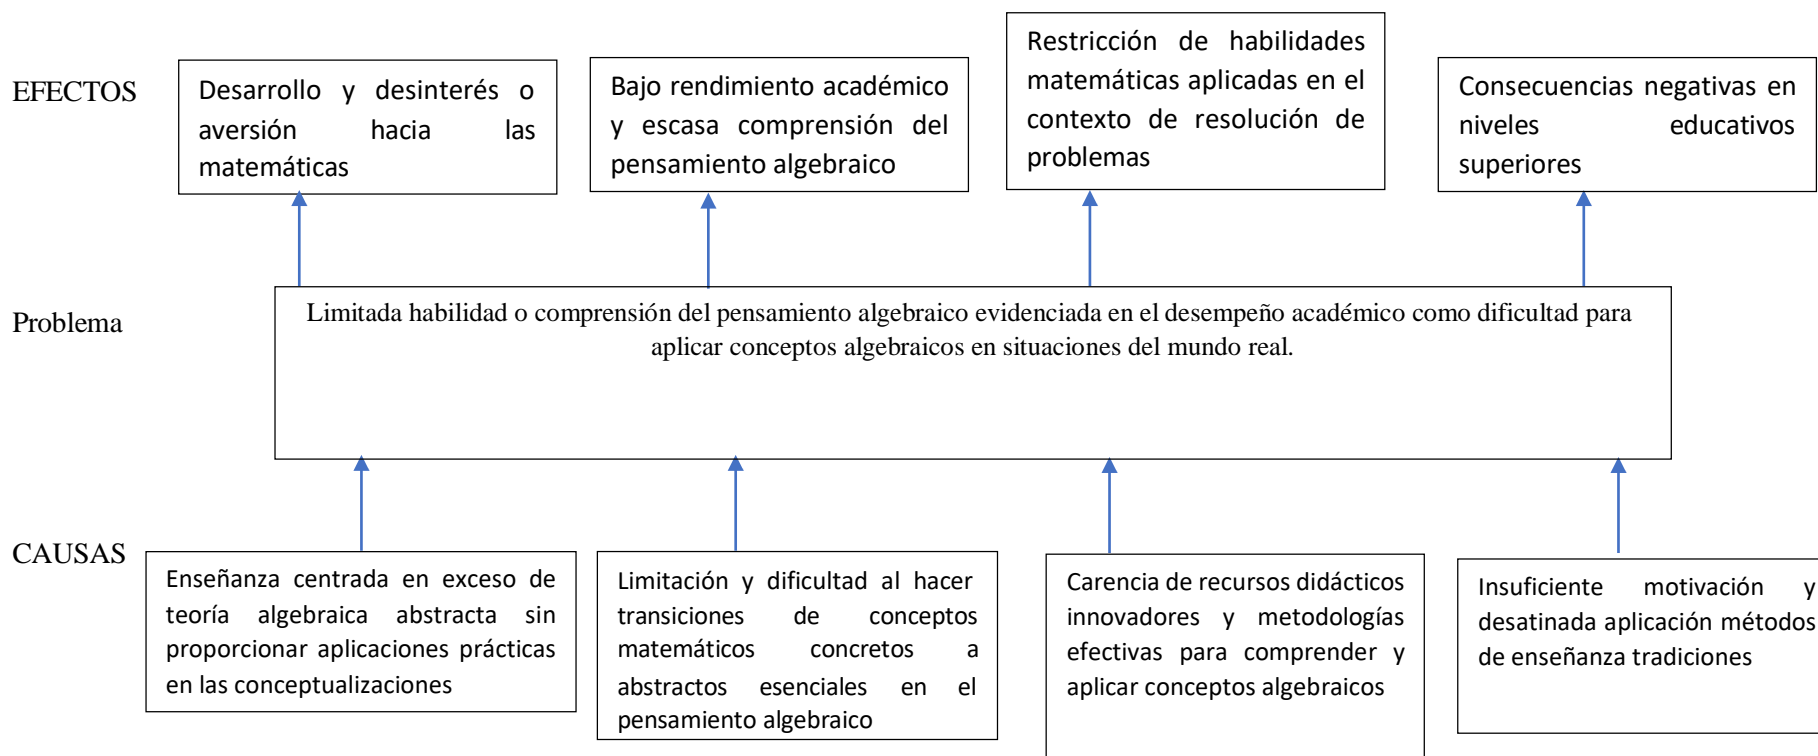 EFECTOS
Desarrollo y desinterés o
aversión hacia las
matemáticas
Bajo rendimiento académico
y escasa comprensión del
pensamiento algebraico
Restricción de habilidades
matemáticas aplicadas en el
contexto de resolución de
problemas
Consecuencias negativas en
niveles educativos
superiores
Problema
Limitada habilidad o comprensión del pensamiento algebraico evidenciada en el desempeño académico como dificultad para
aplicar conceptos algebraicos en situaciones del mundo real.
CAUSAS
Enseñanza centrada en exceso de
teoría algebraica abstracta sin
proporcionar aplicaciones prácticas
en las conceptualizaciones
Limitación y dificultad al hacer
transiciones de conceptos
matemáticos concretos a
abstractos esenciales en el
pensamiento algebraico
Carencia de recursos didácticos
innovadores y metodologías
efectivas para comprender y
aplicar conceptos algebraicos
Insuficiente motivación y
desatinada aplicación métodos
de enseñanza tradiciones